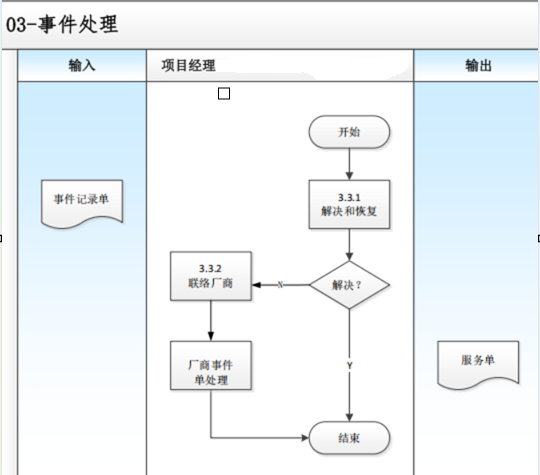 03-事件处理
输入
项目经理
输出
开始
事件记录单
3.3.1
解决和恢复
3.3.2
联络厂商
N
解决？
厂商事件
单处理
Y
服务单
结束